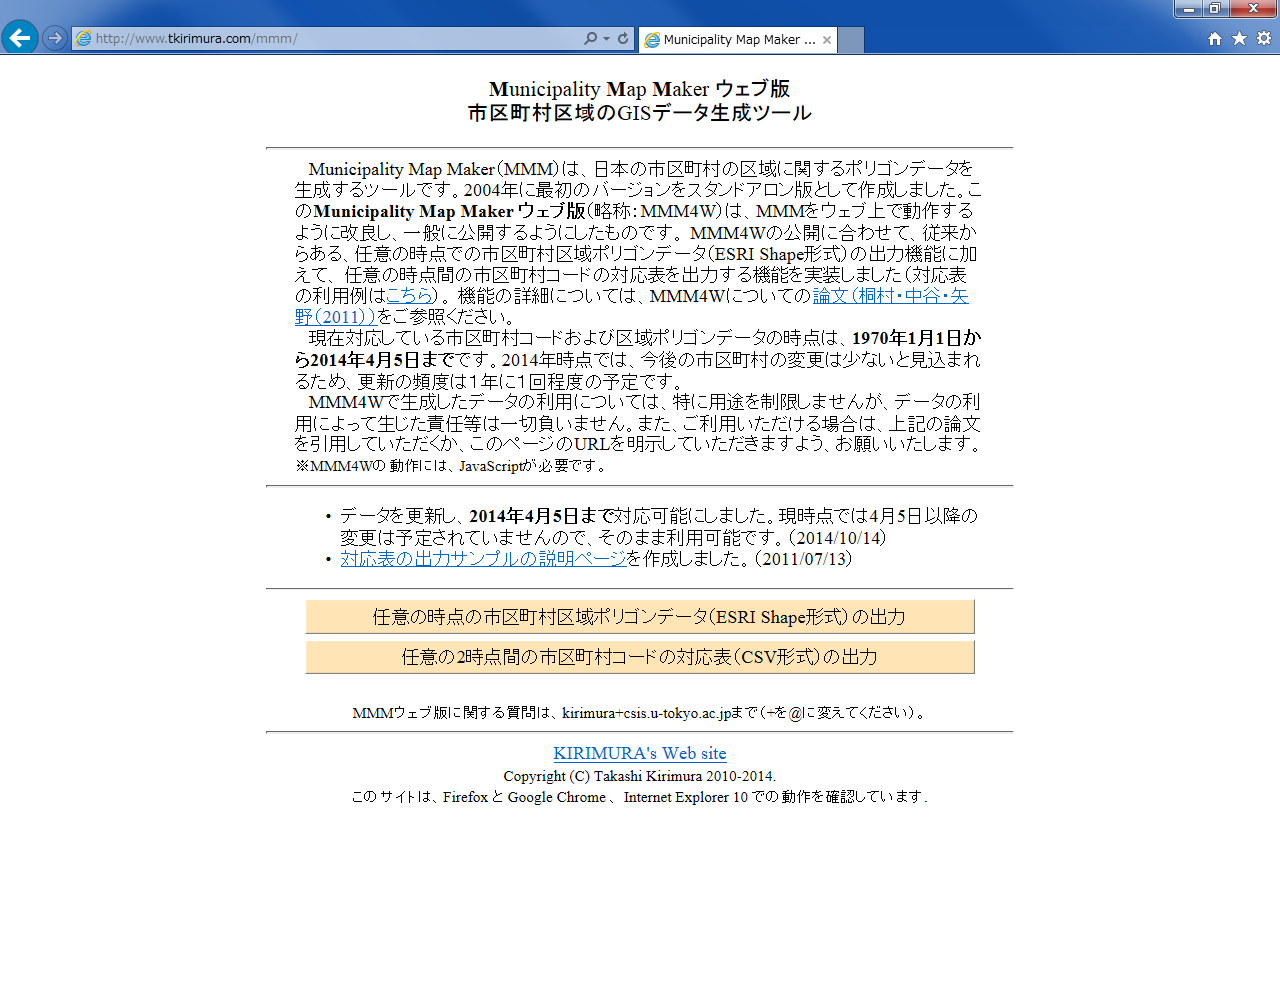 http://www.tkirimura.com/mmm/
Municipality Map Maker ...
Municipality Map Maker ウェブ版
市区町村区域のGISデータ生成ツール
Municipality Map Maker（MMM）は、日本の市区町村の区域に関するポリゴンデータを
生成するツールです。2004年に最初のバージョンをスタンドアロン版として作成しました。こ
のMunicipality Map Maker ウェブ版（略称：MMM4W）は、MMMをウェブ上で動作する
ように改良し、一般に公開するようにしたものです。 MMM4Wの公開に合わせて、従来か
らある、任意の時点での市区町村区域ポリゴンデータ（ESRI Shape形式）の出力機能に加
えて、 任意の時点間の市区町村コードの対応表を出力する機能を実装しました（対応表
の利用例はこちら）。 機能の詳細については、MMM4Wについての論文（桐村・中谷・矢
野（2011））をご参照ください。
現在対応している市区町村コードおよび区域ポリゴンデータの時点は、1970年1月1日か
ら2014年4月5日までです。2014年時点では、今後の市区町村の変更は少ないと見込まれ
るため、更新の頻度は１年に１回程度の予定です。
MMM4Wで生成したデータの利用については、特に用途を制限しませんが、データの利
用によって生じた責任等は一切負いません。また、ご利用いただける場合は、上記の論文
を引用していただくか、このページのURLを明示していただきますよう、お願いいたします。
※MMM4Wの動作には、JavaScriptが必要です。
・ データを更新し、2014年4月5日まで対応可能にしました。現時点では4月5日以降の
変更は予定されていませんので、そのまま利用可能です。（2014/10/14）
・ 対応表の出力サンプルの説明ページを作成しました。（2011/07/13）
任意の時点の市区町村区域ポリゴンデータ（ESRI Shape形式）の出力
任意の2時点間の市区町村コードの対応表（CSV形式）の出力
MMMウェブ版に関する質問は、kirimura+csis.u-tokyo.ac.jpまで（+を@に変えてください）。
KIRIMURA's Web site
Copyright (C) Takashi Kirimura 2010-2014.
このサイトは、Firefox と Google Chrome 、 Internet Explorer 10 での動作を確認しています.